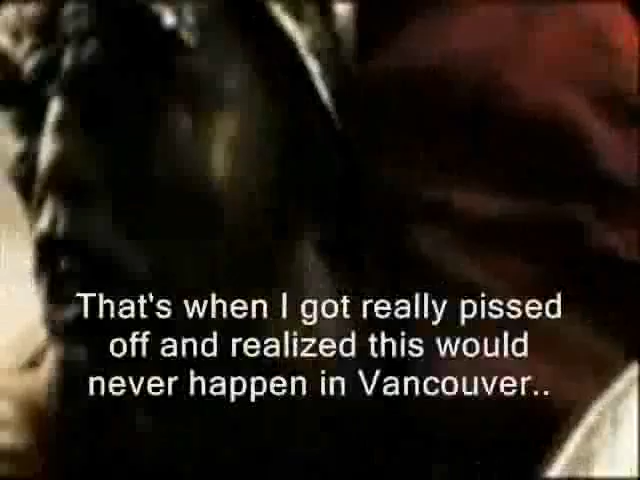 That's when I got really pissed
off and realized this would
never happen in Vancouver..